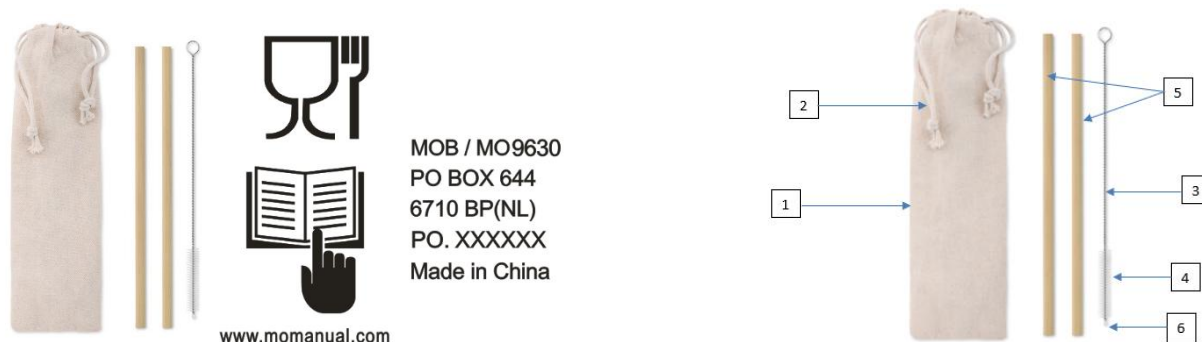 MOB / MO9630
PO BOX 644
6710 BP(NL)
PO. XXXXXX
Made in China
www.momanual.com
2
5
1
3
4
6